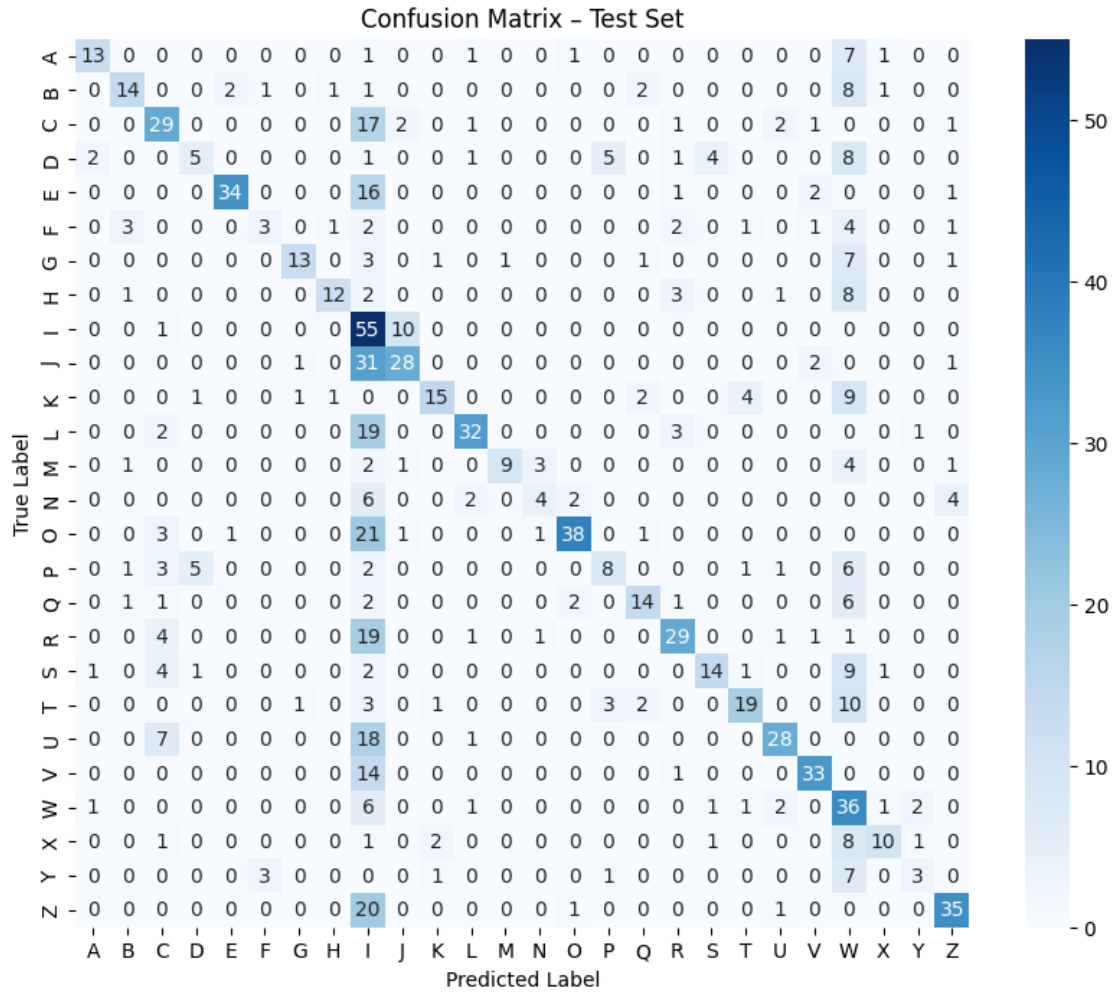 Confusion Matrix – Test Set
A 13 0 0 0 0 0 0 0 1 0 0 1 0 0 1 0 0 0 0 0 0 0 7 1 0 0
B 0 14 0 0 2 1 0 1 1 0 0 0 0 0 0 0 2 0 0 0 0 0 8 1 0 0
C 0 0 29 0 0 0 0 0 17 2 0 1 0 0 0 0 0 1 0 0 2 1 0 0 0 1
D 2 0 0 5 0 0 0 0 1 0 0 1 0 0 0 5 0 1 4 0 0 0 8 0 0 0
E 0 0 0 0 34 0 0 0 16 0 0 0 0 0 0 0 0 1 0 0 0 2 0 0 0 1
F 0 3 0 0 0 3 0 1 2 0 0 0 0 0 0 0 0 2 0 1 0 1 4 0 0 1
G 0 0 0 0 0 0 13 0 3 0 1 0 1 0 0 0 1 0 0 0 0 0 7 0 0 1
H 0 1 0 0 0 0 0 12 2 0 0 0 0 0 0 0 0 3 0 0 1 0 8 0 0 0
I 0 0 1 0 0 0 0 0 55 10 0 0 0 0 0 0 0 0 0 0 0 0 0 0 0 0
J 0 0 0 0 0 0 1 0 31 28 0 0 0 0 0 0 0 0 0 0 0 2 0 0 0 1
K 0 0 0 1 0 0 1 1 0 0 15 0 0 0 0 0 2 0 0 4 0 0 9 0 0 0
L 0 0 2 0 0 0 0 0 19 0 0 32 0 0 0 0 0 3 0 0 0 0 0 0 1 0
M 0 1 0 0 0 0 0 0 2 1 0 0 9 3 0 0 0 0 0 0 0 0 4 0 0 1
N 0 0 0 0 0 0 0 0 6 0 0 2 0 4 2 0 0 0 0 0 0 0 0 0 0 4
O 0 0 3 0 1 0 0 0 21 1 0 0 0 1 38 0 1 0 0 0 0 0 0 0 0 0
P 0 1 3 5 0 0 0 0 2 0 0 0 0 0 0 8 0 0 0 1 1 0 6 0 0 0
Q 0 1 1 0 0 0 0 0 2 0 0 0 0 0 2 0 14 1 0 0 0 0 6 0 0 0
R 0 0 4 0 0 0 0 0 19 0 0 1 0 1 0 0 0 29 0 0 1 1 1 0 0 0
S 1 0 4 1 0 0 0 0 2 0 0 0 0 0 0 0 0 0 14 1 0 0 9 1 0 0
T 0 0 0 0 0 0 1 0 3 0 1 0 0 0 0 3 2 0 0 19 0 0 10 0 0 0
U 0 0 7 0 0 0 0 0 18 0 0 1 0 0 0 0 0 0 0 0 28 0 0 0 0 0
V 0 0 0 0 0 0 0 0 14 0 0 0 0 0 0 0 0 1 0 0 0 33 0 0 0 0
W 1 0 0 0 0 0 0 0 6 0 0 1 0 0 0 0 0 0 1 1 2 0 36 1 2 0
X 0 0 1 0 0 0 0 0 1 0 2 0 0 0 0 0 0 0 1 0 0 0 8 10 1 0
Y 0 0 0 0 0 3 0 0 0 0 1 0 0 0 0 1 0 0 0 0 0 0 7 0 3 0
Z 0 0 0 0 0 0 0 0 20 0 0 0 0 0 1 0 0 0 0 0 1 0 0 0 0 35
A B C D E F G H I J K L M N O P Q R S T U V W X Y Z
Predicted Label
True Label
50
40
30
20
10
0